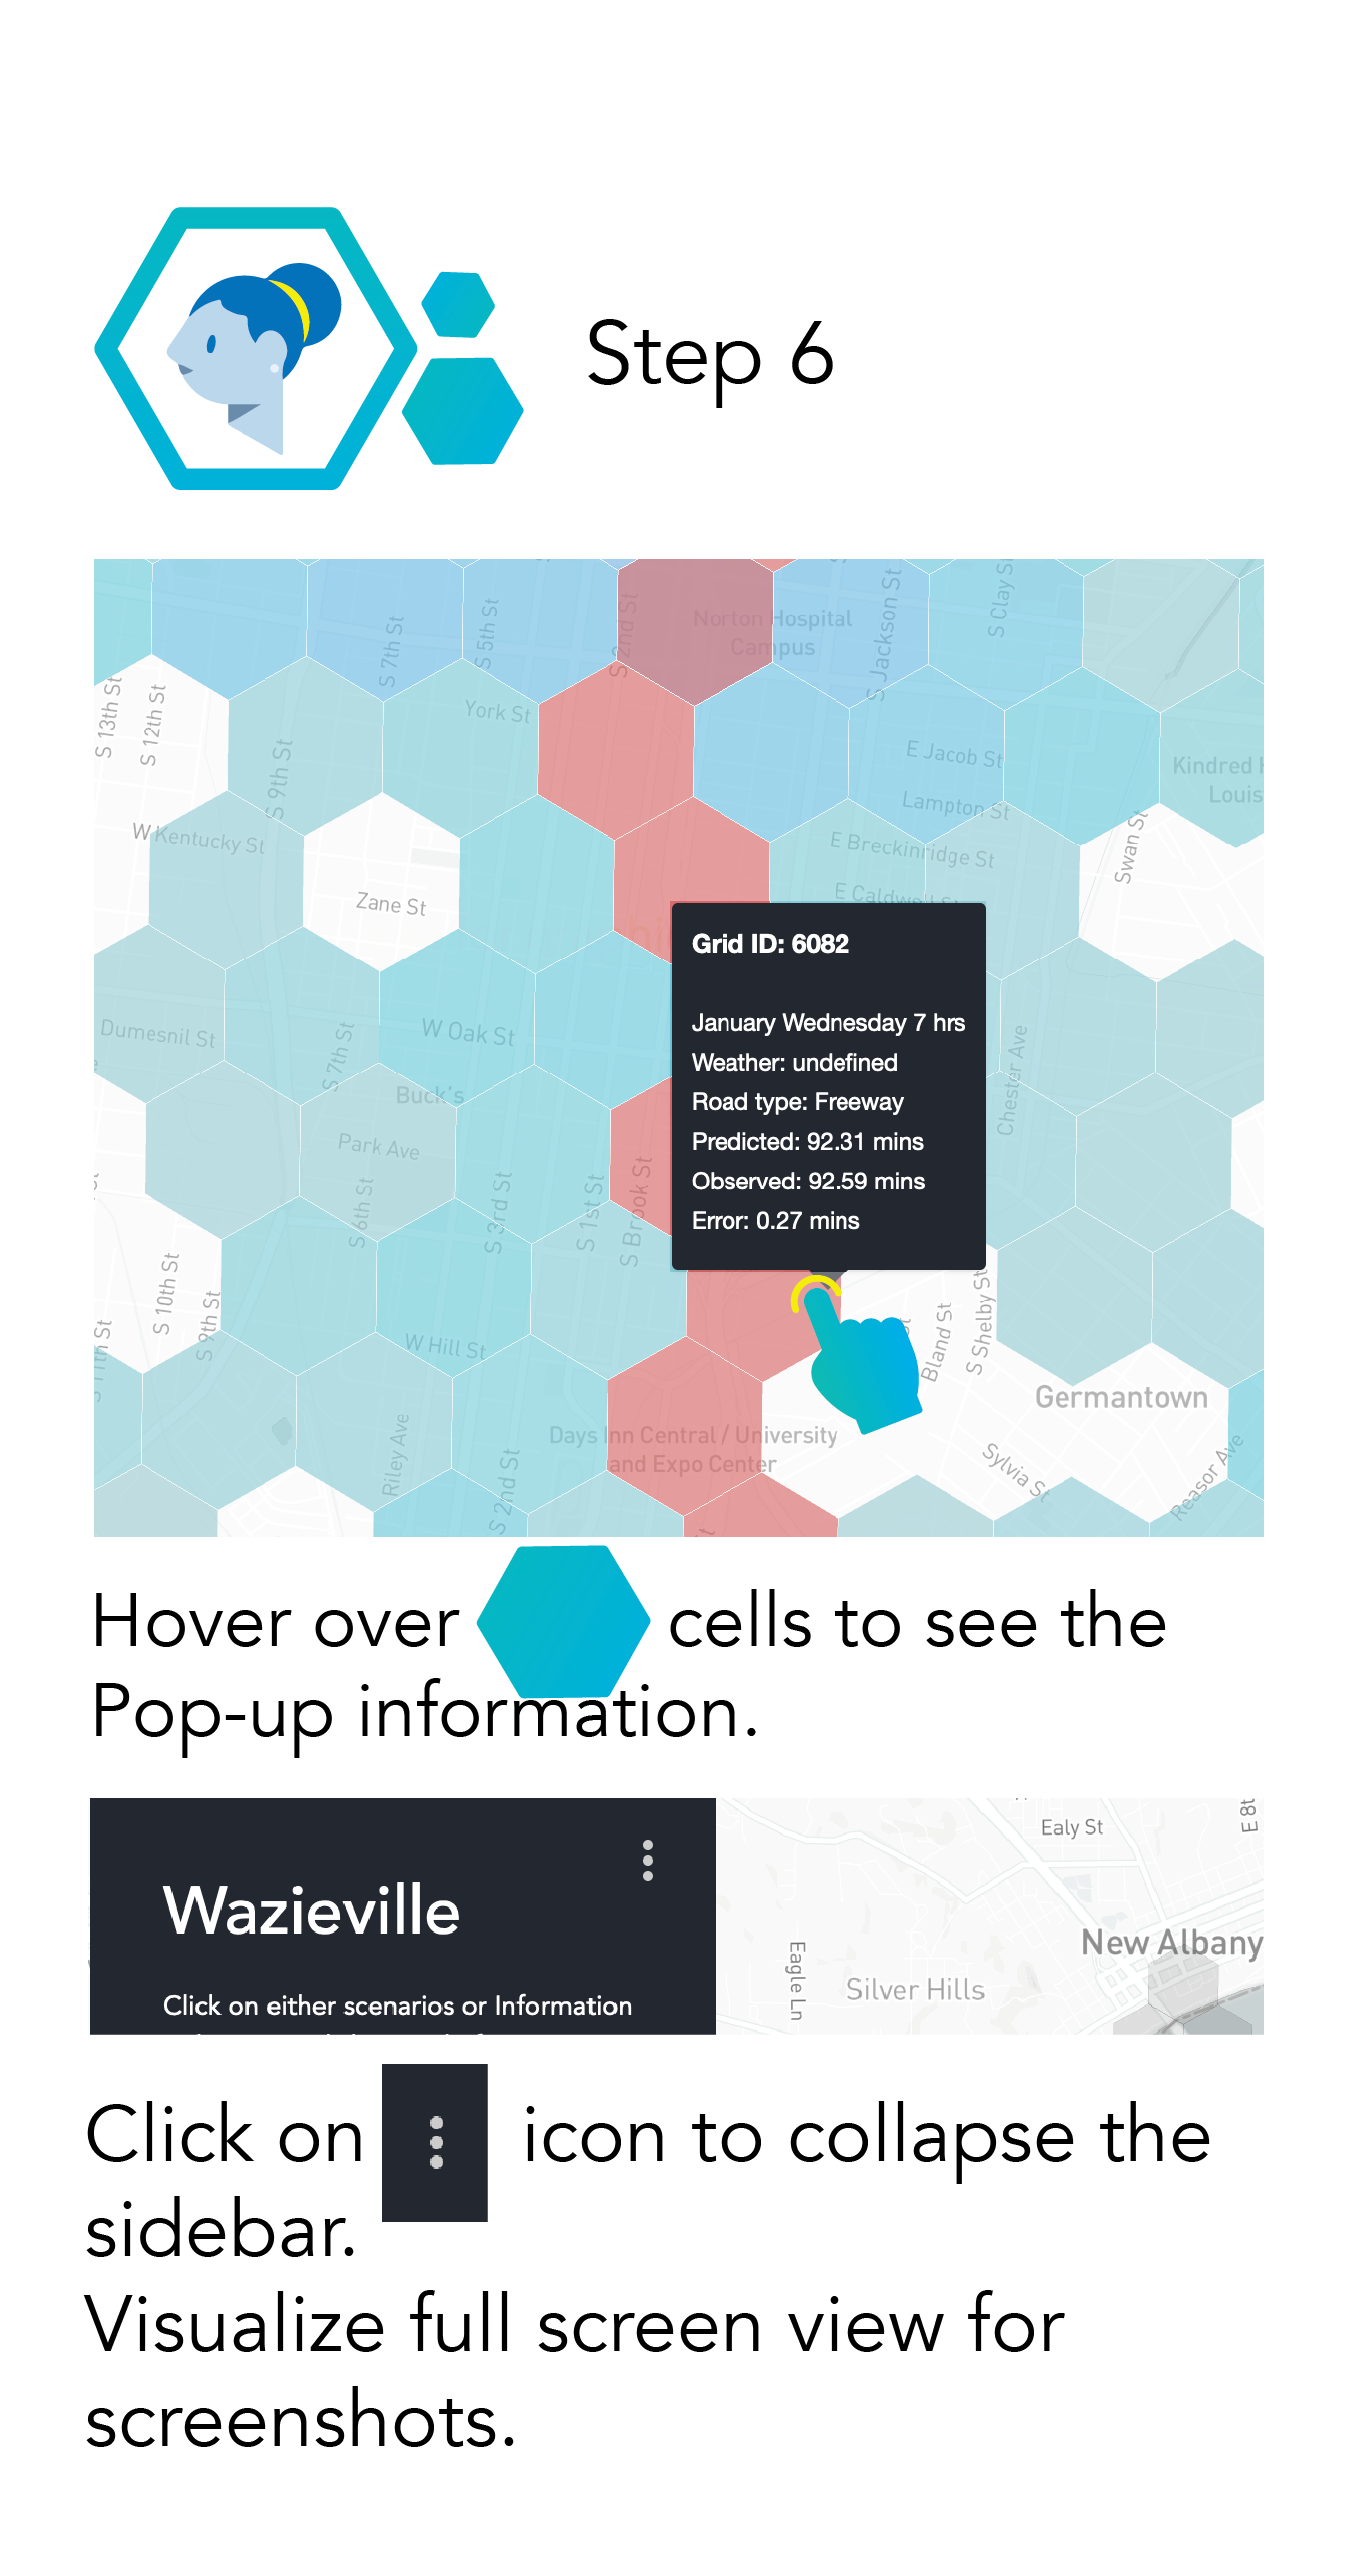 Step 6
S 7th St
S 5th St
S 2nd St
Norton Hospital
Campus
S Jackson St
S Clay S
S 13th St
S 12th St
York St
S 9th St
E Jacob St
Kindred H
Louis
Lampton St
W Kentucky St
E Breckinridge St
Swan St
Zane St
E Caldwell St
Grid ID: 6082
January Wednesday 7 hrs
Weather: undefined
Road type: Freeway
Predicted: 92.31 mins
Observed: 92.59 mins
Error: 0.27 mins
Dumesnil St
S 7th St
W Oak St
Chester Ave
Buck's
Park Ave
S 6th St
S 3rd St
S 1st St
S Brook St
S 10th St
S 9th St
S 11th St
W Hill St
Bland St
S Shelby St
Germantown
Days Inn Central / University
and Expo Center
Riley Ave
S 2nd St
Sylvia St
Reasor Ave
Hover over cells to see the
Pop-up information.
Wazieville
Click on either scenarios or Information
Ealy St
E 8t
New Albany
Eagle Ln
Silver Hills
Click on icon to collapse the
sidebar.
Visualize full screen view for
screenshots.